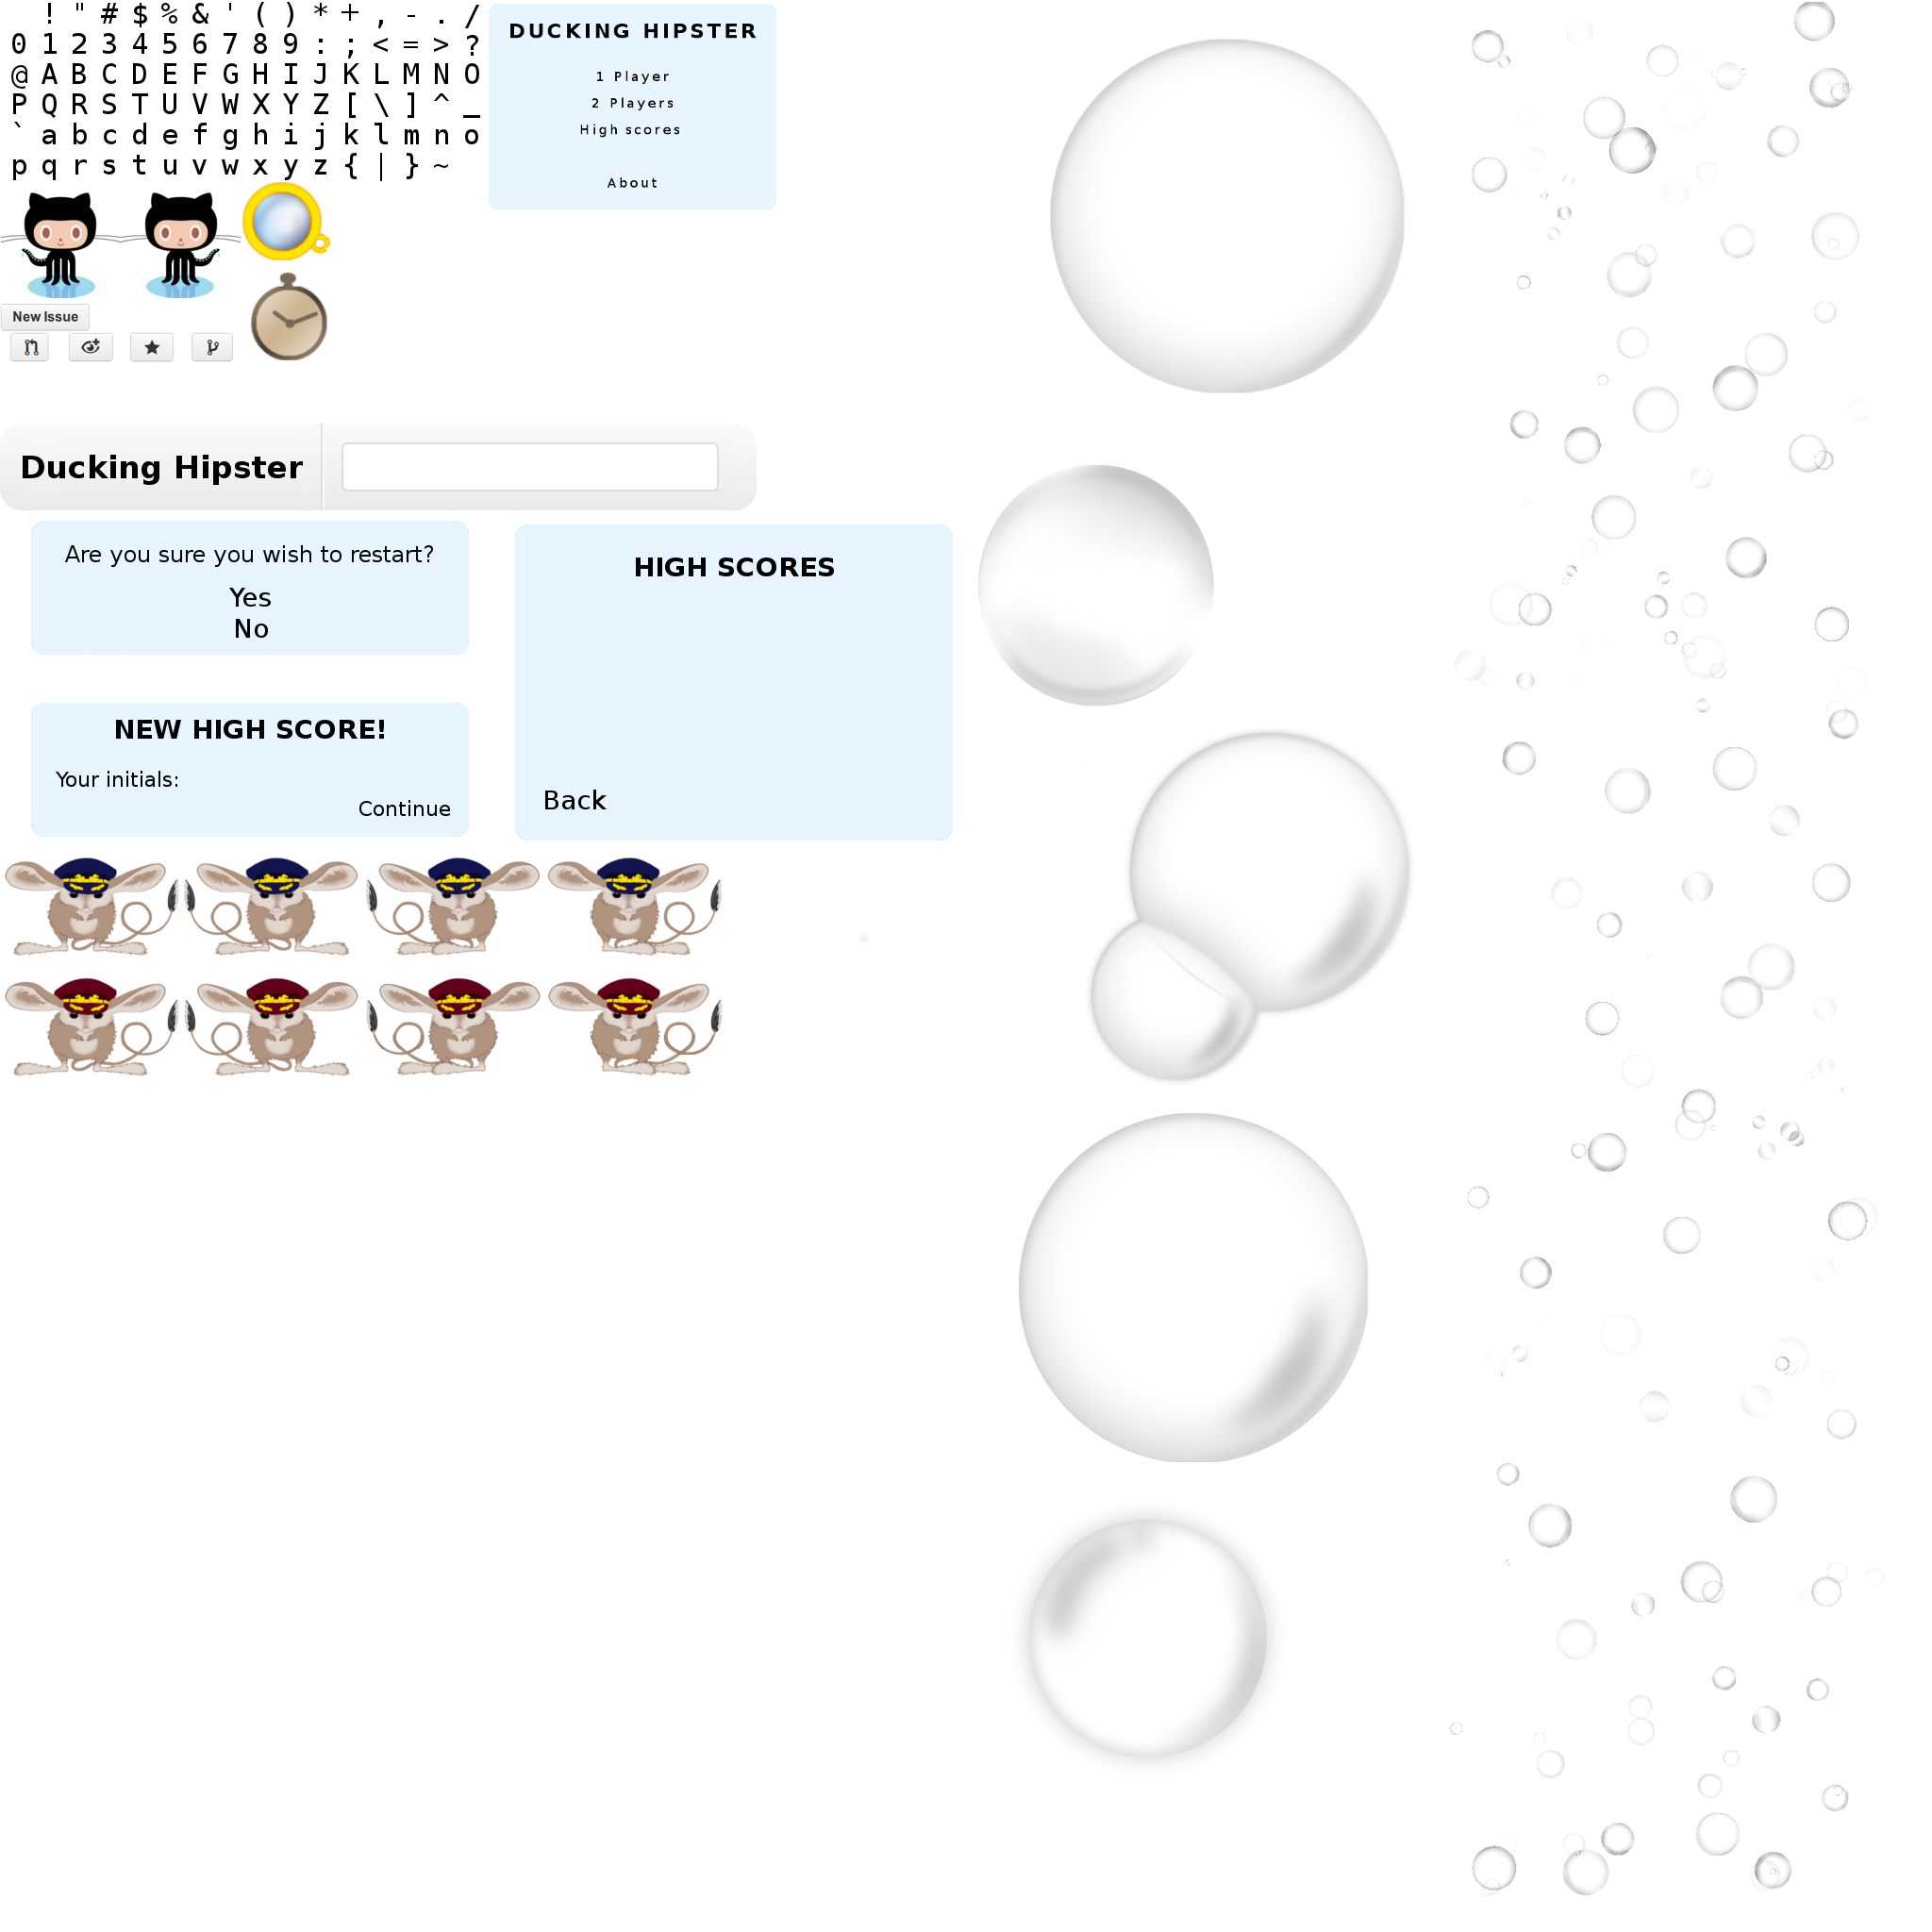 ! " # $ % & ' ( ) * + , - . /
0 1 2 3 4 5 6 7 8 9 : ; < = > ?
@ A B C D E F G H I J K L M N O
P Q R S T U V W X Y Z [ \ ] ^ _
` a b c d e f g h i j k l m n o
p q r s t u v w x y z { | } ~
DUCKING HIPSTER
1 Player
2 Players
High scores
About
New Issue
Ducking Hipster
Are you sure you wish to restart?
Yes
No
HIGH SCORES
Back
NEW HIGH SCORE!
Your initials:
Continue